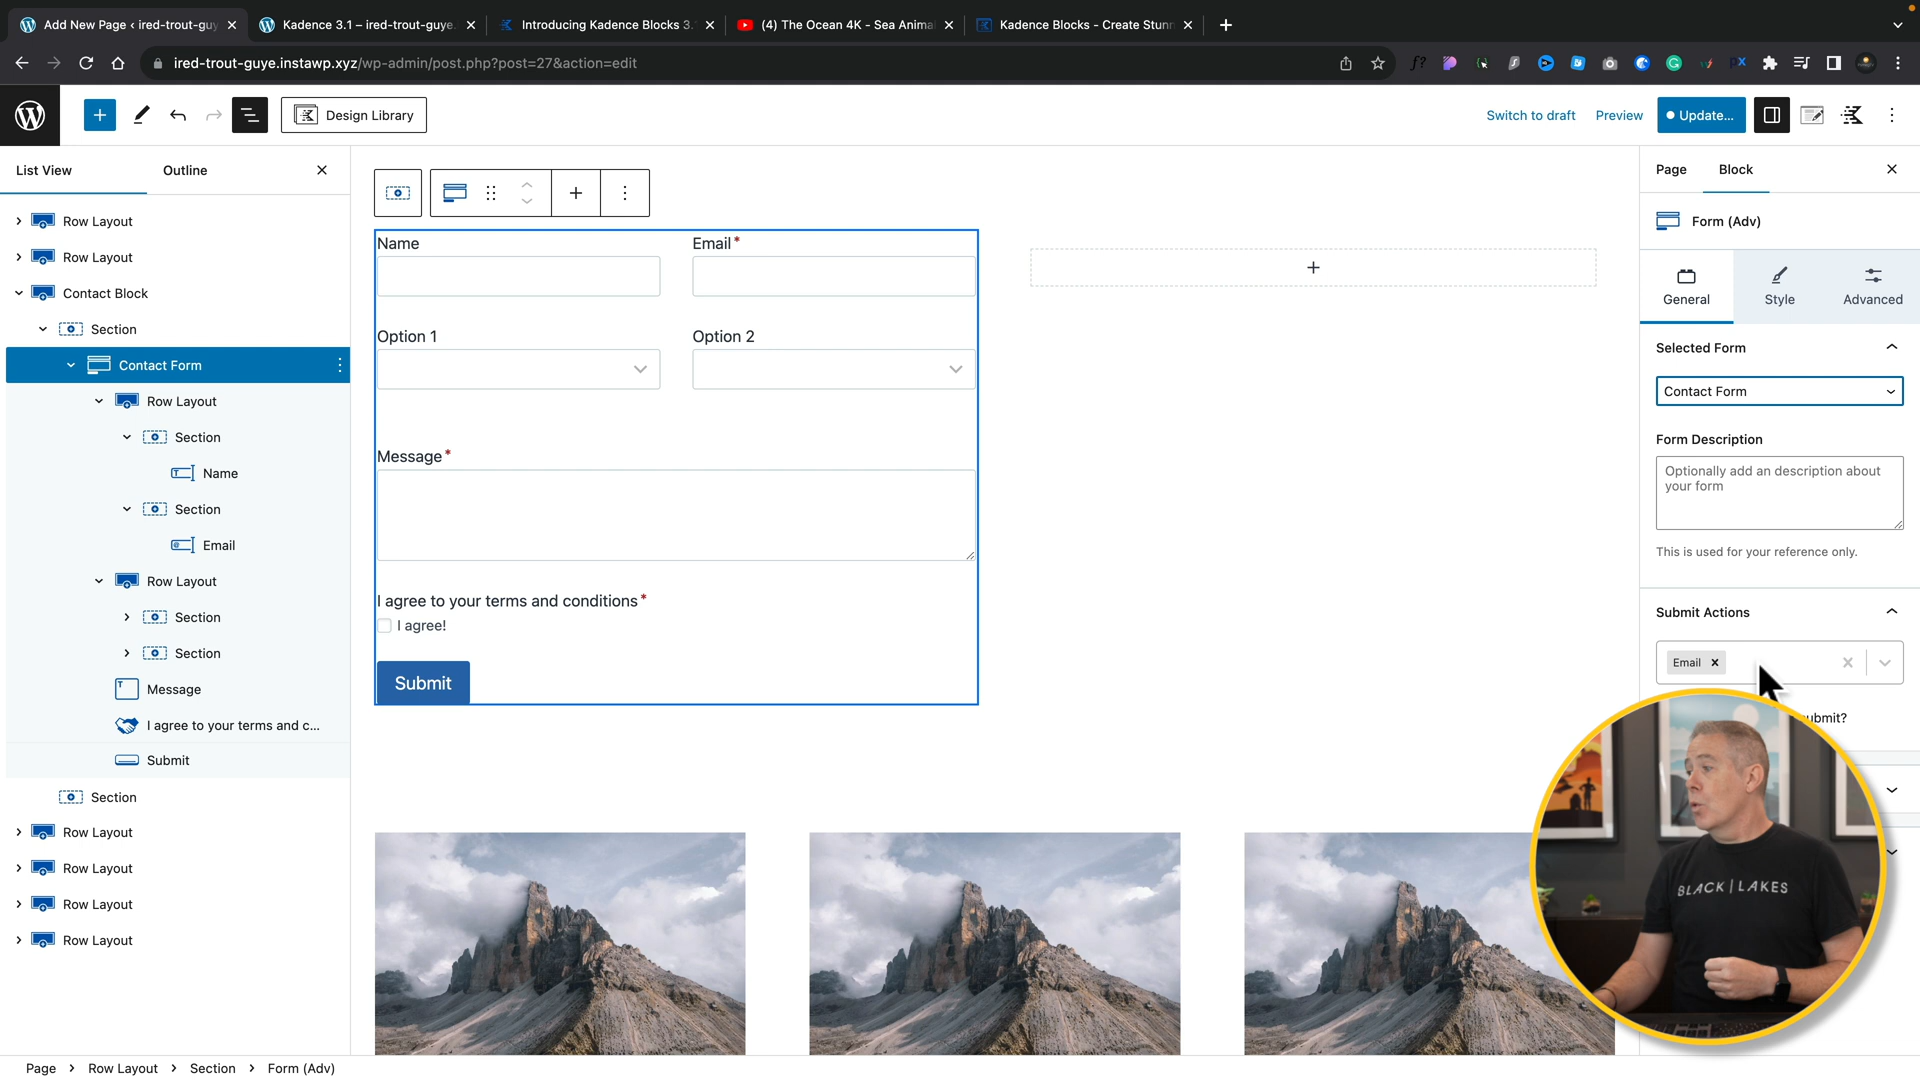 Add New Page ‹ ired-trout-guy
Kadence 3.1 – ired-trout-guye.
Introducing Kadence Blocks 3.
(4) The Ocean 4K - Sea Animal
Kadence Blocks - Create Stunn
ired-trout-guye.instawp.xyz/wp-admin/post.php?post=27&action=edit
Design Library
Switch to draft
Preview
Update...
List View
Outline
Row Layout
Row Layout
Contact Block
Section
Contact Form
Row Layout
Section
Name
Section
Email
Row Layout
Section
Section
Message
I agree to your terms and c...
Submit
Section
Row Layout
Row Layout
Row Layout
Row Layout
Name
Email*
Option 1
Option 2
Message*
I agree to your terms and conditions*
I agree!
Submit
Page
Block
Form (Adv)
General
Style
Advanced
Selected Form
Contact Form
Form Description
Optionally add an description about
your form
This is used for your reference only.
Submit Actions
Email
ubmit?
BLACK | LAKES
Page > Row Layout > Section > Form (Adv)